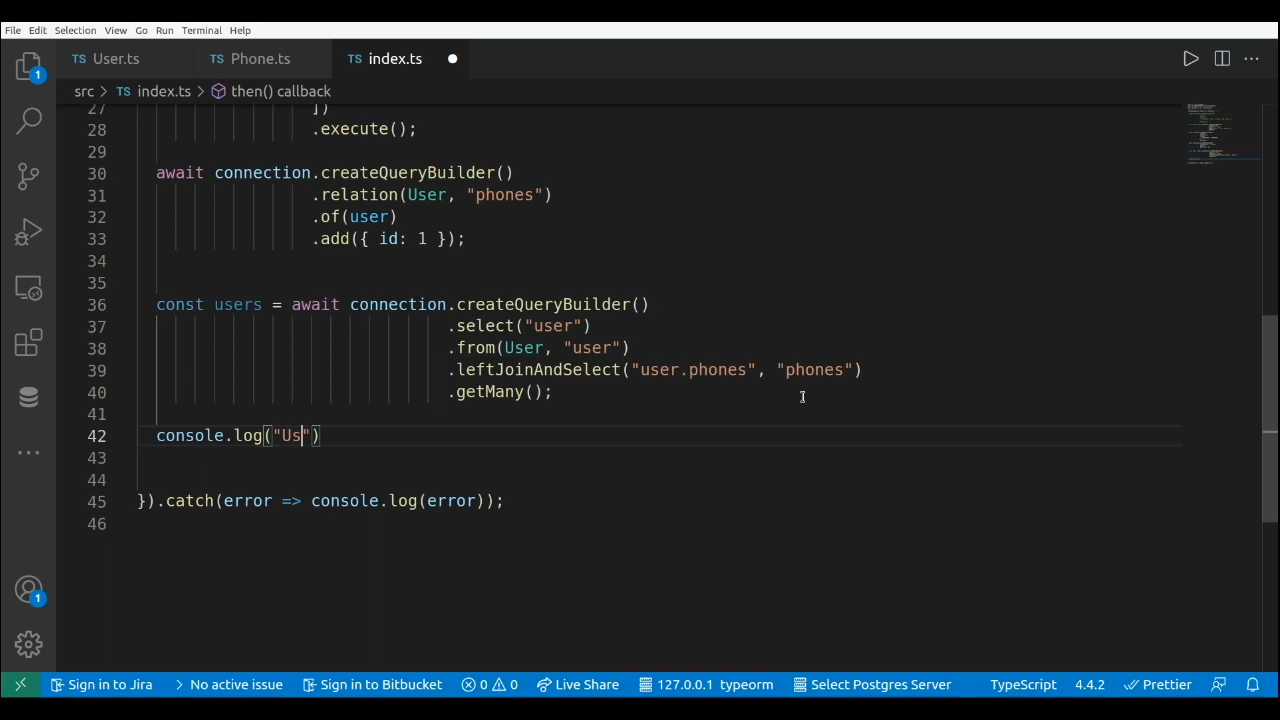 File Edit Selection View Go Run Terminal Help
TS User.ts TS Phone.ts TS index.ts
src > TS index.ts > then() callback
27 ])
28 .execute();
29
30 await connection.createQueryBuilder()
31 .relation(User, "phones")
32 .of(user)
33 .add({ id: 1 });
34
35
36 const users = await connection.createQueryBuilder()
37 .select("user")
38 .from(User, "user")
39 .leftJoinAndSelect("user.phones", "phones")
40 .getMany();
41
42 console.log("Us")
43
44
45 }).catch(error => console.log(error));
46
1
1
Sign in to Jira > No active issue Sign in to Bitbucket 0 0 Live Share 127.0.0.1 typeorm Select Postgres Server TypeScript 4.4.2 Prettier